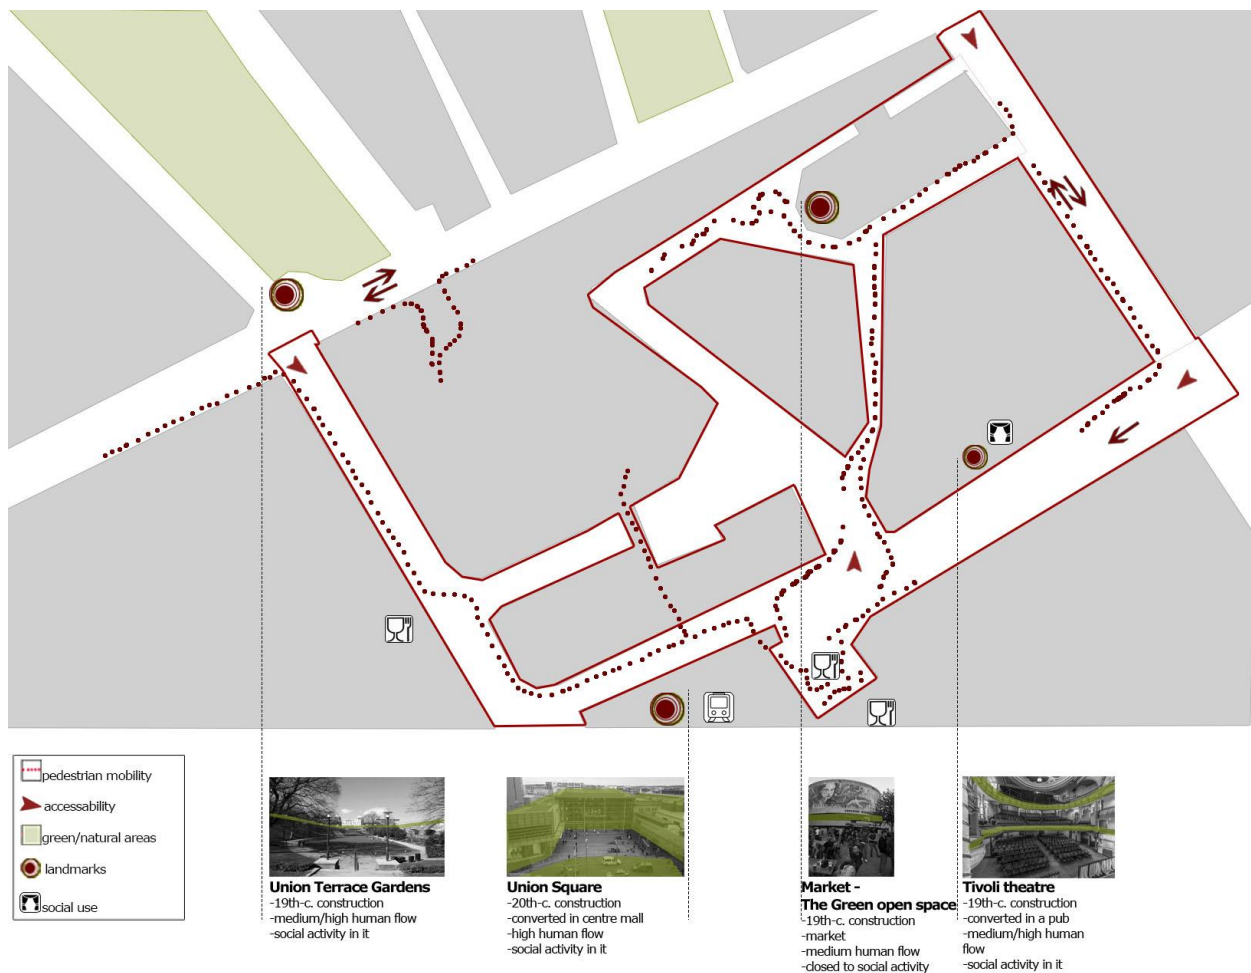 pedestrian mobility
accessability
green/natural areas
landmarks
social use
Union Terrace Gardens
-19th-c. construction
-medium/high human flow
-social activity in it
Union Square
-20th-c. construction
-converted in centre mall
-high human flow
-social activity in it
Market -
The Green open space
-19th-c. construction
-market
-medium human flow
-closed to social activity
Tivoli theatre
-19th-c. construction
-converted in a pub
-medium/high human
flow
-social activity in it